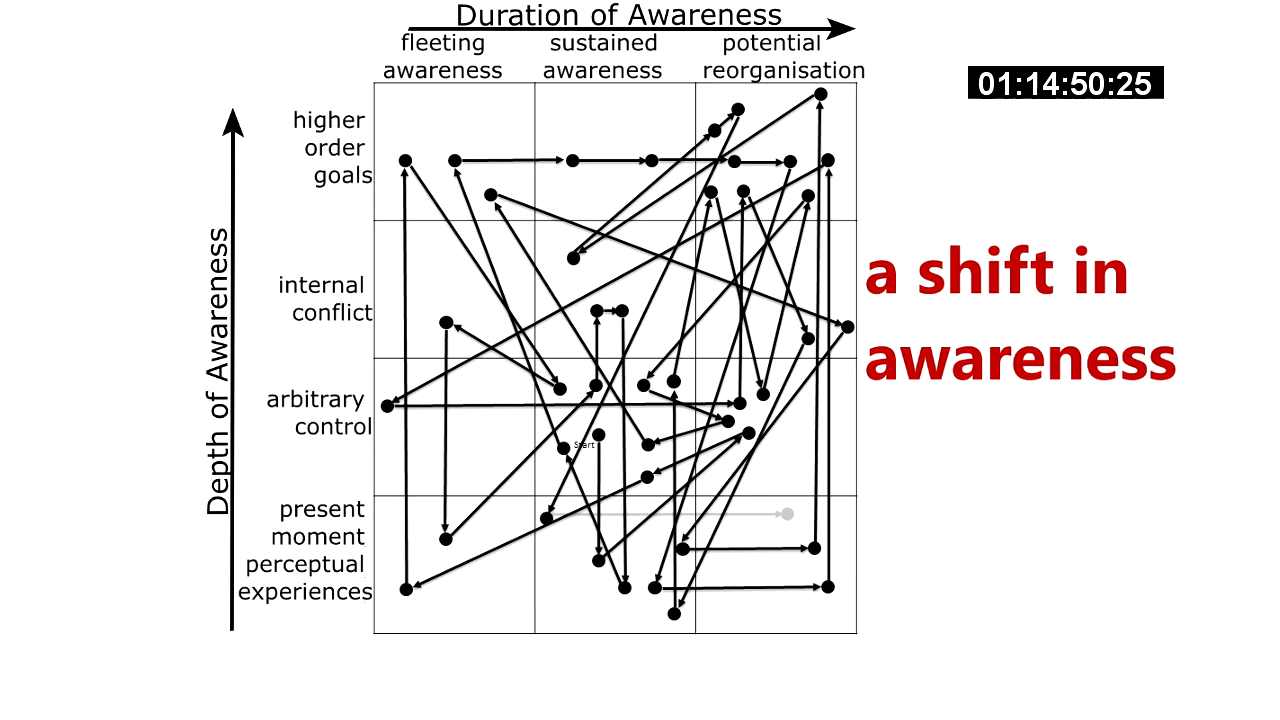 Duration of Awareness
fleeting
awareness
sustained
awareness
potential
reorganisation
01:14:50:25
Depth of Awareness
higher
order
goals
internal
conflict
arbitrary
control
present
moment
perceptual
experiences
Start
a shift in
awareness